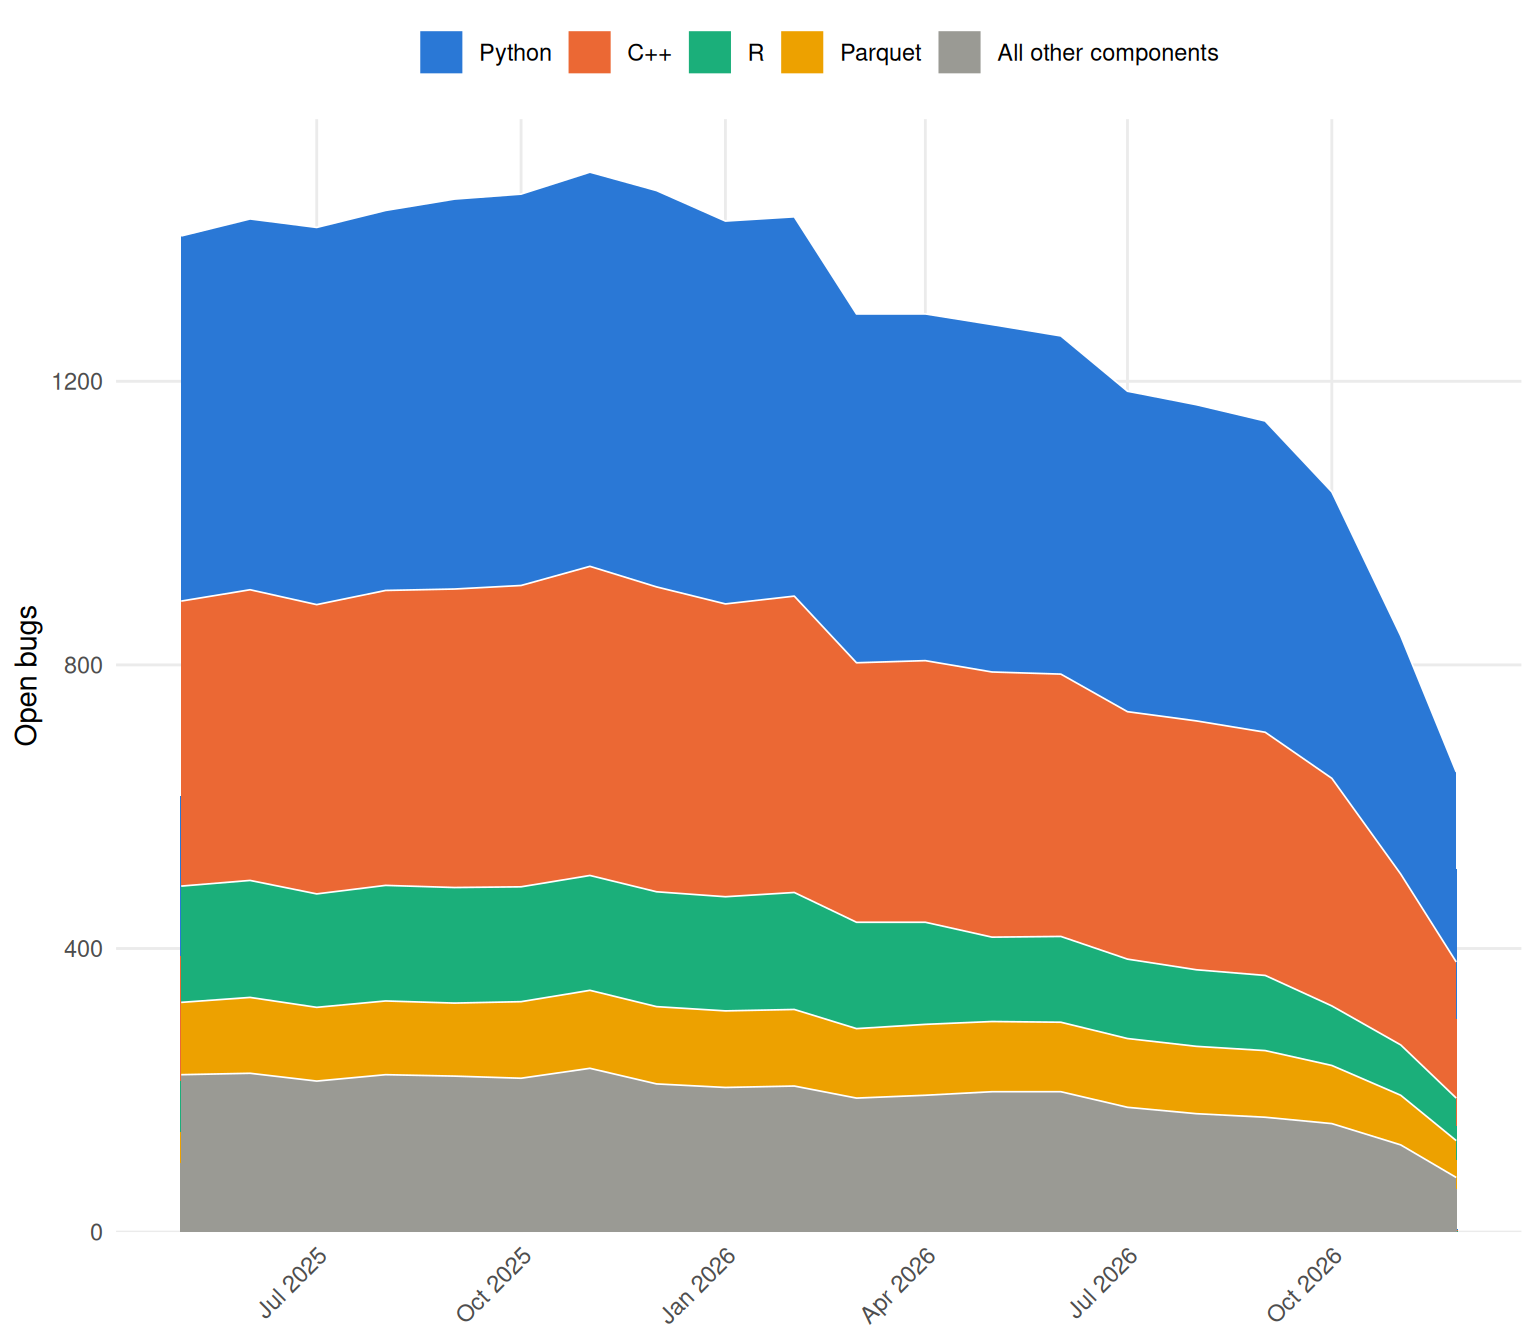 Python C++ R Parquet All other components
Open bugs
1200
800
400
0
Jul 2025
Oct 2025
Jan 2026
Apr 2026
Jul 2026
Oct 2026